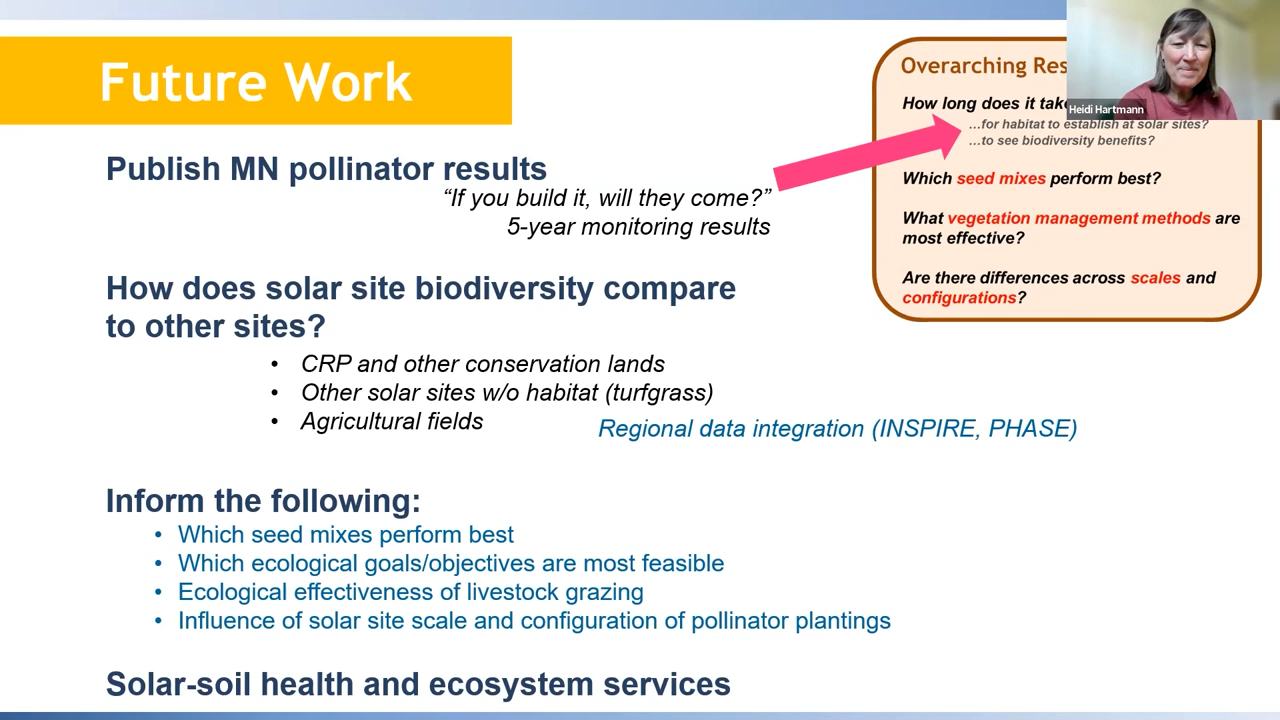 Future Work
Publish MN pollinator results
“If you build it, will they come?”
5-year monitoring results
How does solar site biodiversity compare
to other sites?
• CRP and other conservation lands
• Other solar sites w/o habitat (turfgrass)
• Agricultural fields
Regional data integration (INSPIRE, PHASE)
Inform the following:
• Which seed mixes perform best
• Which ecological goals/objectives are most feasible
• Ecological effectiveness of livestock grazing
• Influence of solar site scale and configuration of pollinator plantings
Solar-soil health and ecosystem services
Overarching Res
How long does it take
…for habitat to establish at solar sites?
…to see biodiversity benefits?
Which seed mixes perform best?
What vegetation management methods are
most effective?
Are there differences across scales and
configurations?
Heidi Hartmann